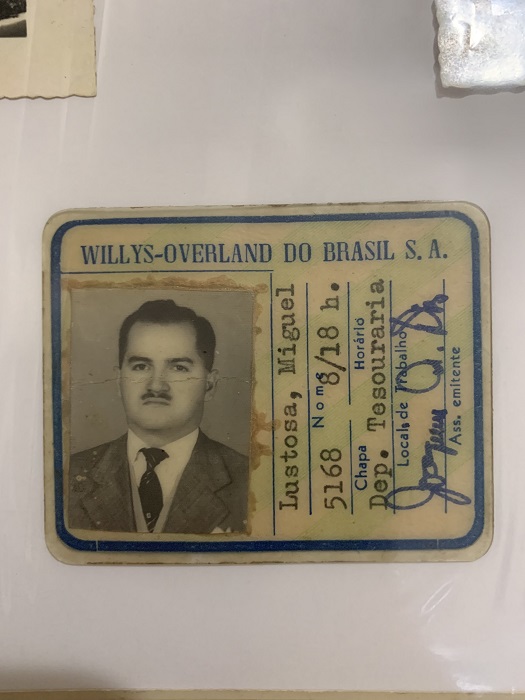 WILLYS-OVERLAND DO BRASIL S. A.
Lustosa, Miguel
Nome
5168 8/18 h.
Chapa Horário
Dep. Tesouraria
Local de Trabalho
Ass. emitente